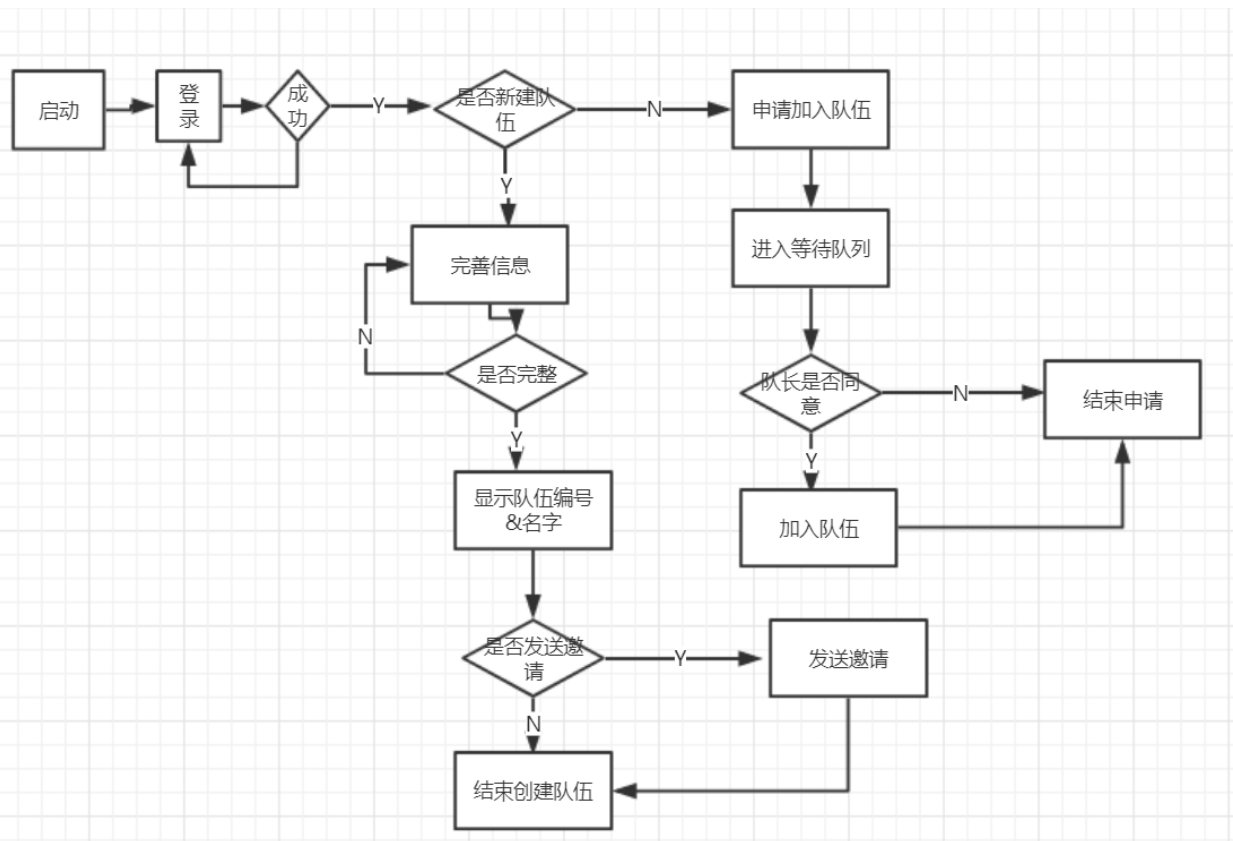 启动
登
录
成
功
Y
是否新建队
伍
N
申请加入队伍
Y
完善信息
进入等待队列
N
是否完整
队长是否同
意
N
结束申请
Y
Y
显示队伍编号
&名字
加入队伍
是否发送邀
请
Y
发送邀请
N
结束创建队伍